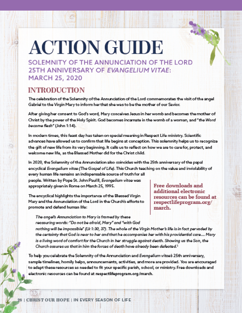 ACTION GUIDE
SOLEMNITY OF THE ANNUNCIATION OF THE LORD
25TH ANNIVERSARY OF EVANGELIUM VITAE:
MARCH 25, 2020
INTRODUCTION
The celebration of the Solemnity of the Annunciation of the Lord commemorates the visit of the angel
Gabriel to the Virgin Mary to inform her that she was to be the mother of our Savior.
After giving her consent to God's word, Mary conceives Jesus in her womb and becomes the mother of
Christ by the power of the Holy Spirit. God becomes incarnate in the womb of a woman, and "the Word
became flesh" (John 1:14).
In modern times, this feast day has taken on special meaning in Respect Life ministry. Scientific
advances have allowed us to confirm that life begins at conception. This solemnity helps us to recognize
the gift of new life from its very beginning. It calls us to reflect on how we are to care for, protect, and
welcome new life, as the Blessed Mother did for the Christ child.
In 2020, the Solemnity of the Annunciation also coincides with the 25th anniversary of the papal
encyclical Evangelium vitae (The Gospel of Life). This Church teaching on the value and inviolability of
every human life remains an indispensable source of truth for all
people. Written by Pope St. John Paul II, Evangelium vitae was
appropriately given in Rome on March 25, 1995.
The encyclical highlights the importance of the Blessed Virgin
Mary and the Annunciation of the Lord in the Church's efforts to
promote and defend human life:
Free downloads and
additional electronic
resources can be found at
respectlifeprogram.org/
march.
The angel's Annunciation to Mary is framed by these
reassuring words: "Do not be afraid, Mary" and "with God
nothing will be impossible" (Lk 1:30, 37). The whole of the Virgin Mother's life is in fact pervaded by
the certainty that God is near to her and that he accompanies her with his providential care.... Mary
is a living word of comfort for the Church in her struggle against death. Showing us the Son, the
Church assures us that in him the forces of death have already been defeated.
To help you celebrate the Solemnity of the Annunciation and Evangelium vitae's 25th anniversary,
sample timelines, homily helps, announcements, activities, and more are provided. You are encouraged
to adapt these resources as needed to fit your specific parish, school, or ministry. Free downloads and
electronic resources can be found at respectlifeprogram.org/march.
CHRIST OUR HOPE | IN EVERY SEASON OF LIFE